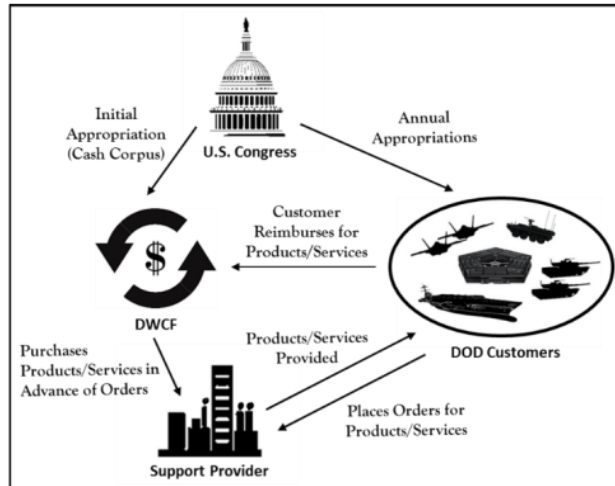 Initial
Appropriation
(Cash Corpus)
U.S. Congress
Annual
Appropriations
Customer
Reimburses for
Products/Services
$
DWCF
DOD Customers
Purchases
Products/Services in
Advance of Orders
Products/Services
Provided
Places Orders for
Products/Services
Support Provider